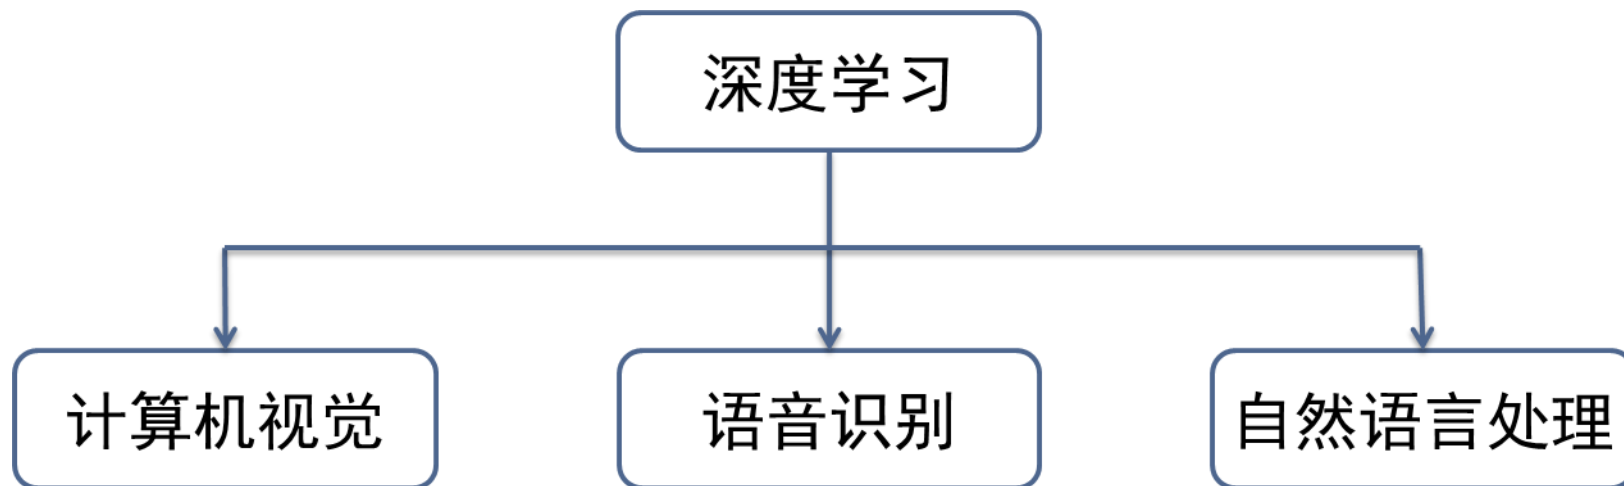 深度学习
计算机视觉
语音识别
自然语言处理